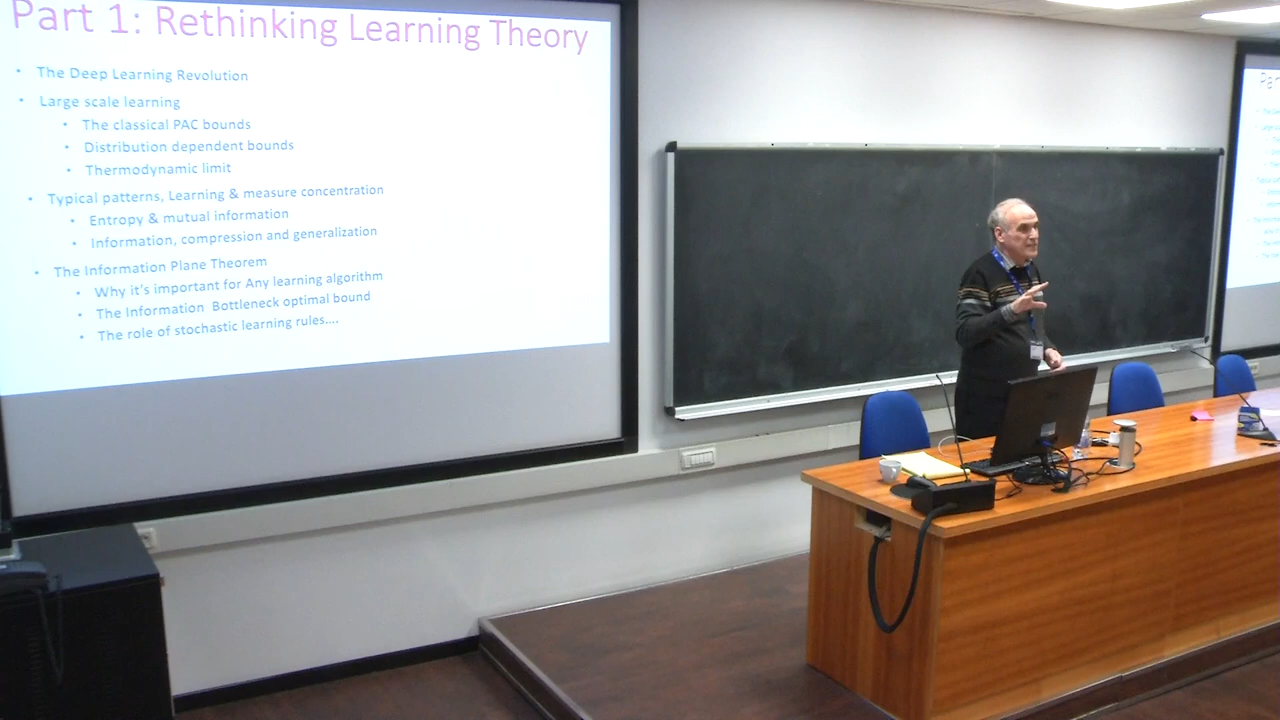 Part 1: Rethinking Learning Theory
• The Deep Learning Revolution
• Large scale learning
• The classical PAC bounds
• Distribution dependent bounds
• Thermodynamic limit
• Typical patterns, Learning & measure concentration
• Entropy & mutual information
• Information, compression and generalization
• The Information Plane Theorem
• Why it's important for Any learning algorithm
• The Information Bottleneck optimal bound
• The role of stochastic learning rules....